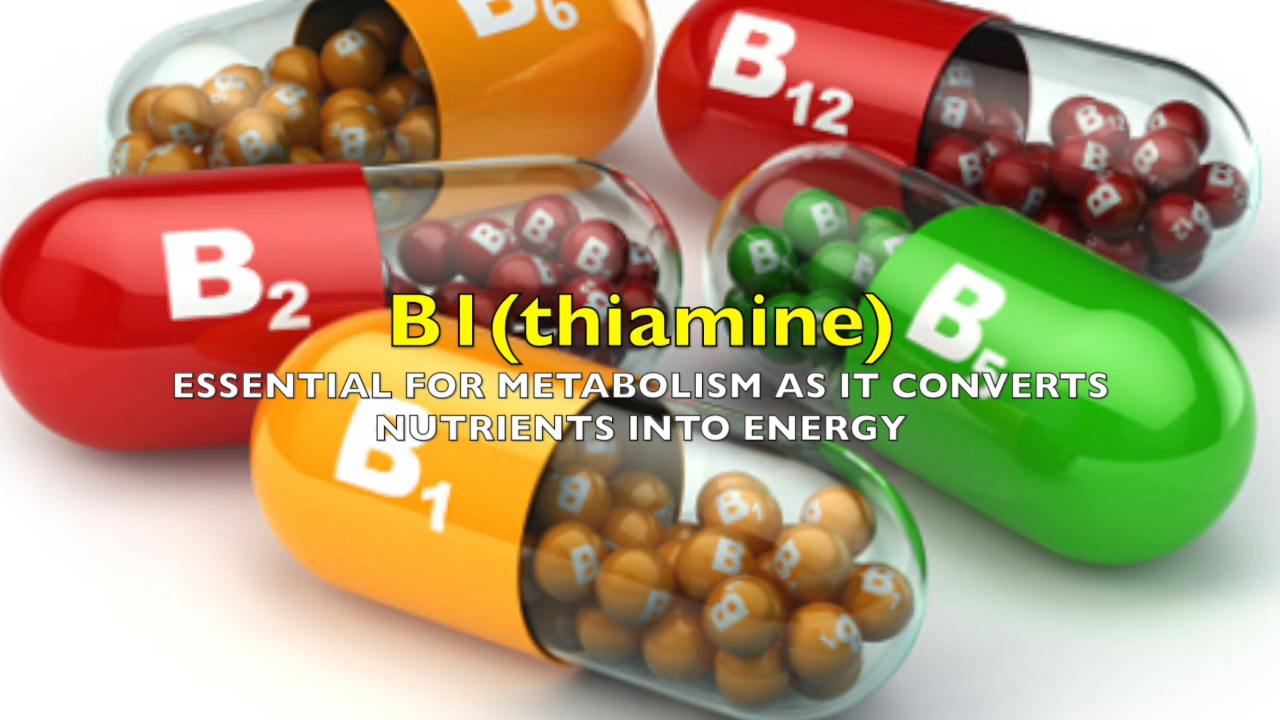 B6
B12
B2
B5
B1(thiamine)
ESSENTIAL FOR METABOLISM AS IT CONVERTS
NUTRIENTS INTO ENERGY
B1